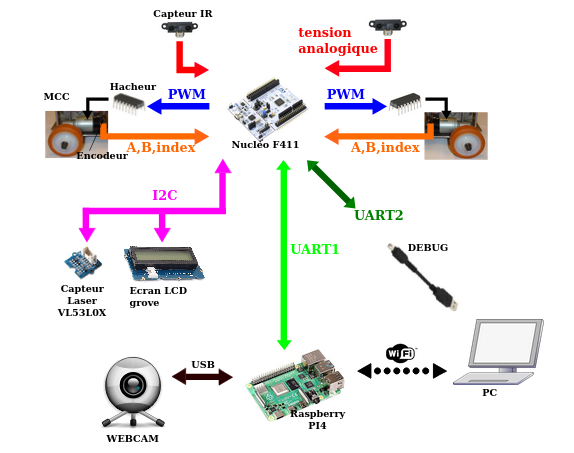 Capteur IR
tension
analogique
Hacheur
PWM
PWM
MCC
Nucléo F411
Encodeur
A,B,index
A,B,index
I2C
UART2
UART1
DEBUG
Capteur
Laser
VL53L0X
Ecran LCD
grove
USB
WiFi
WEBCAM
Raspberry
PI4
PC